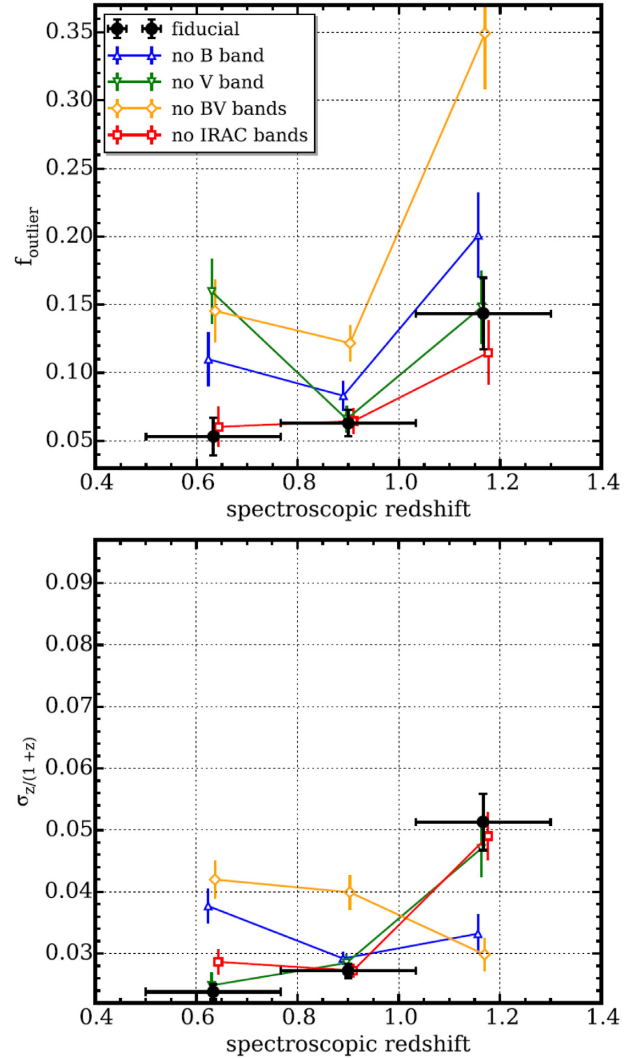 0.35
0.30
0.25
0.20
0.15
0.10
0.05
f_outlier
fiducial
no B band
no V band
no BV bands
no IRAC bands
0.4 0.6 0.8 1.0 1.2 1.4
spectroscopic redshift
0.09
0.08
0.07
0.06
0.05
0.04
0.03
σ_z/(1+z)
0.4 0.6 0.8 1.0 1.2 1.4
spectroscopic redshift